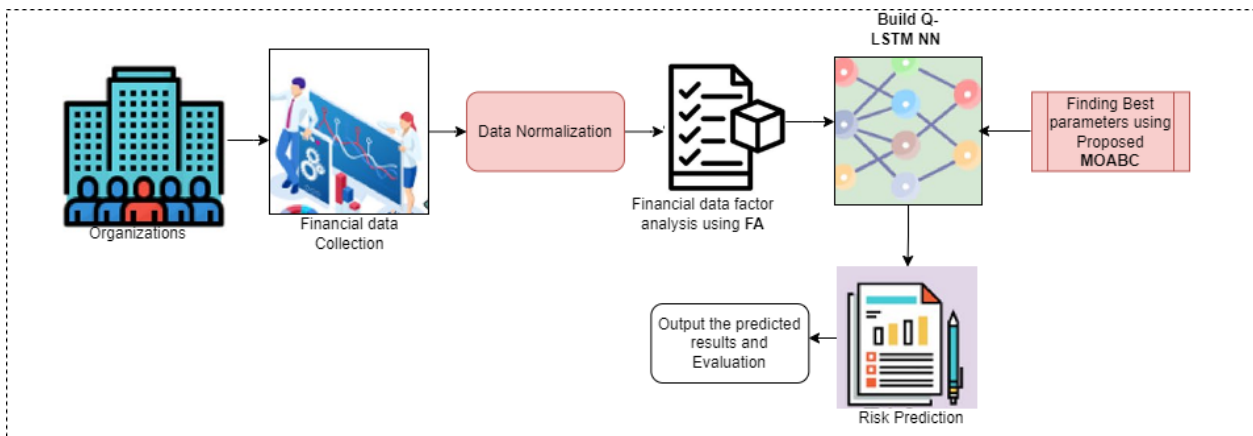 Build Q-
LSTM NN
Organizations
Financial data
Collection
Data Normalization
Financial data factor
analysis using FA
Finding Best
parameters using
Proposed
MOABC
Risk Prediction
Output the predicted
results and
Evaluation